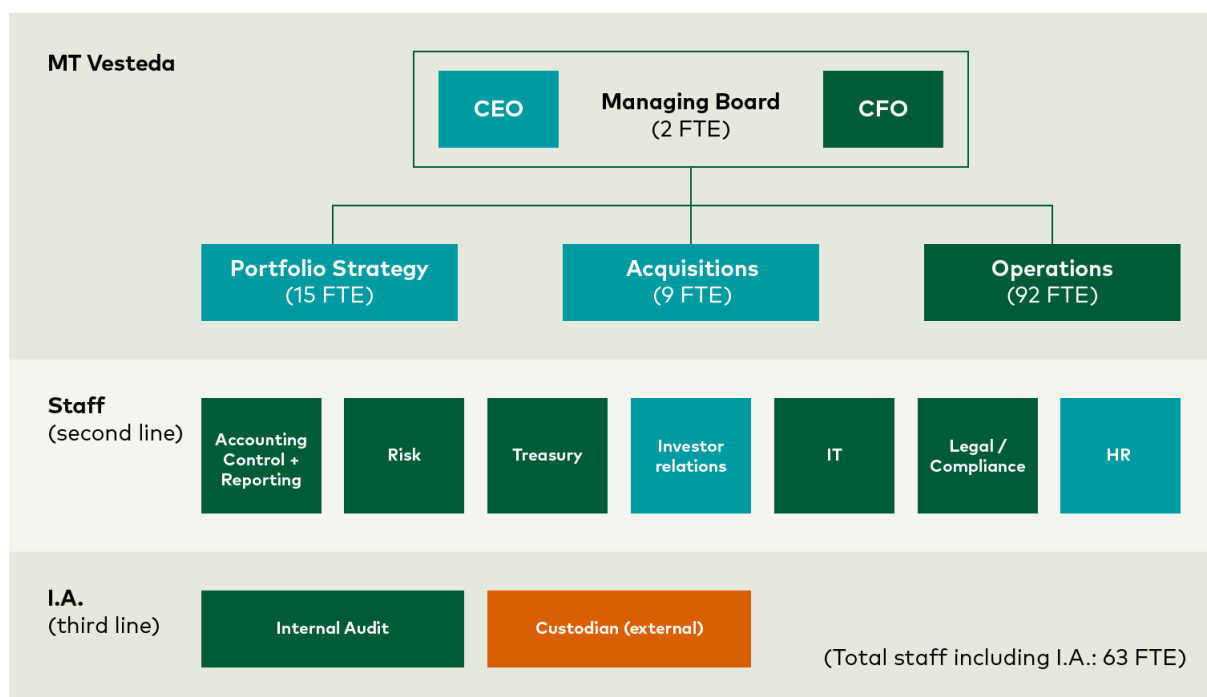 MT Vesteda
CEO
Managing Board
(2 FTE)
CFO
Portfolio Strategy
(15 FTE)
Acquisitions
(9 FTE)
Operations
(92 FTE)
Staff
(second line)
Accounting
Control +
Reporting
Risk
Treasury
Investor
relations
IT
Legal /
Compliance
HR
I.A.
(third line)
Internal Audit
Custodian (external)
(Total staff including I.A.: 63 FTE)